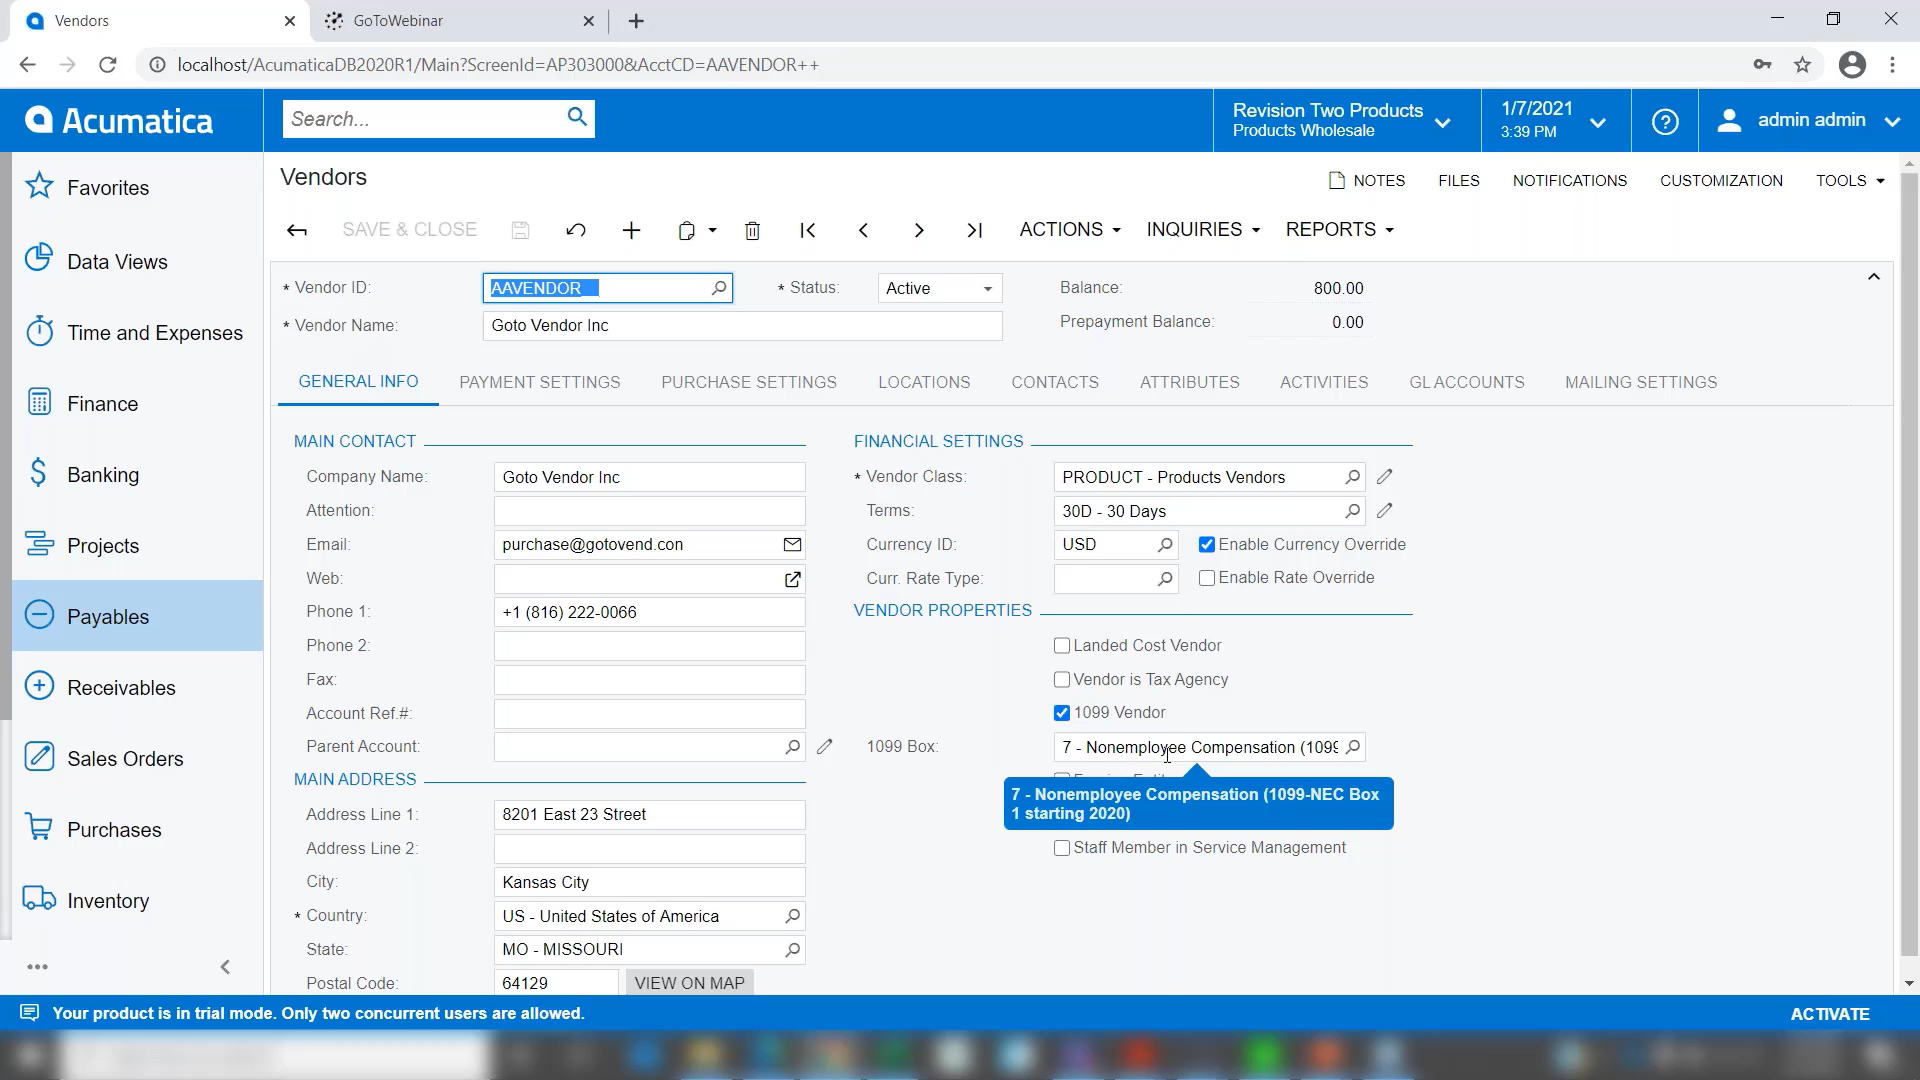 Vendors
GoToWebinar
localhost/AcumaticaDB2020R1/Main?ScreenId=AP303000&AcctCD=AAVENDOR++
Acumatica
Search...
Revision Two Products
Products Wholesale
1/7/2021
3:39 PM
admin admin
Favorites
Data Views
Time and Expenses
Finance
Banking
Projects
Payables
Receivables
Sales Orders
Purchases
Inventory
Vendors
NOTES FILES NOTIFICATIONS CUSTOMIZATION TOOLS
SAVE & CLOSE ACTIONS INQUIRIES REPORTS
* Vendor ID: AAVENDOR * Status: Active Balance: 800.00
* Vendor Name: Goto Vendor Inc Prepayment Balance: 0.00
GENERAL INFO PAYMENT SETTINGS PURCHASE SETTINGS LOCATIONS CONTACTS ATTRIBUTES ACTIVITIES GL ACCOUNTS MAILING SETTINGS
MAIN CONTACT
Company Name: Goto Vendor Inc
Attention:
Email: purchase@gotovend.con
Web:
Phone 1: +1 (816) 222-0066
Phone 2:
Fax:
Account Ref.#:
Parent Account:
MAIN ADDRESS
Address Line 1: 8201 East 23 Street
Address Line 2:
City: Kansas City
* Country: US - United States of America
State: MO - MISSOURI
Postal Code: 64129 VIEW ON MAP
FINANCIAL SETTINGS
* Vendor Class: PRODUCT - Products Vendors
Terms: 30D - 30 Days
Currency ID: USD Enable Currency Override
Curr. Rate Type: Enable Rate Override
VENDOR PROPERTIES
Landed Cost Vendor
Vendor is Tax Agency
1099 Vendor
1099 Box: 7 - Nonemployee Compensation (1099
7 - Nonemployee Compensation (1099-NEC Box
1 starting 2020)
Staff Member in Service Management
Your product is in trial mode. Only two concurrent users are allowed.
ACTIVATE